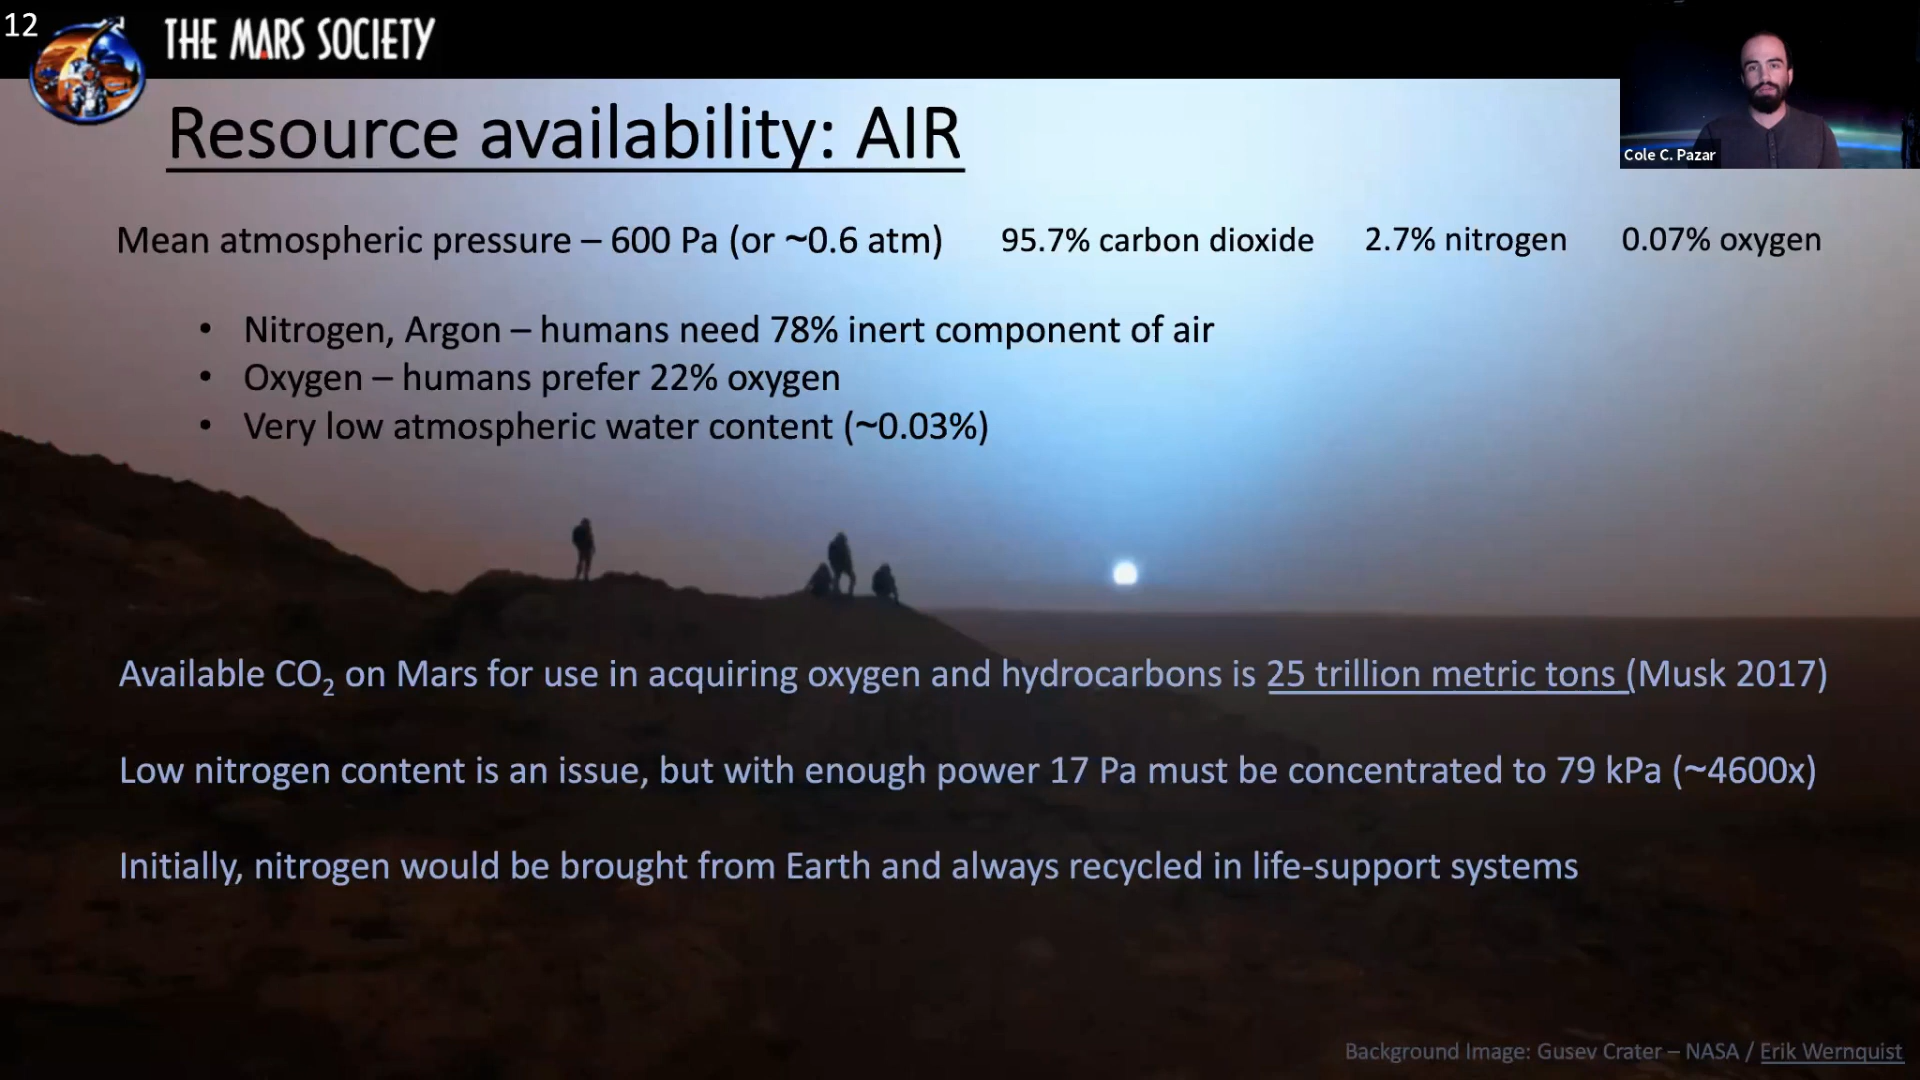 12
THE MARS SOCIETY
Cole C. Pazar
Resource availability: AIR
Mean atmospheric pressure – 600 Pa (or ~0.6 atm) 95.7% carbon dioxide 2.7% nitrogen 0.07% oxygen
• Nitrogen, Argon – humans need 78% inert component of air
• Oxygen – humans prefer 22% oxygen
• Very low atmospheric water content (~0.03%)
Available CO₂ on Mars for use in acquiring oxygen and hydrocarbons is 25 trillion metric tons (Musk 2017)
Low nitrogen content is an issue, but with enough power 17 Pa must be concentrated to 79 kPa (~4600x)
Initially, nitrogen would be brought from Earth and always recycled in life-support systems
Background Image: Gusev Crater – NASA / Erik Wernquist